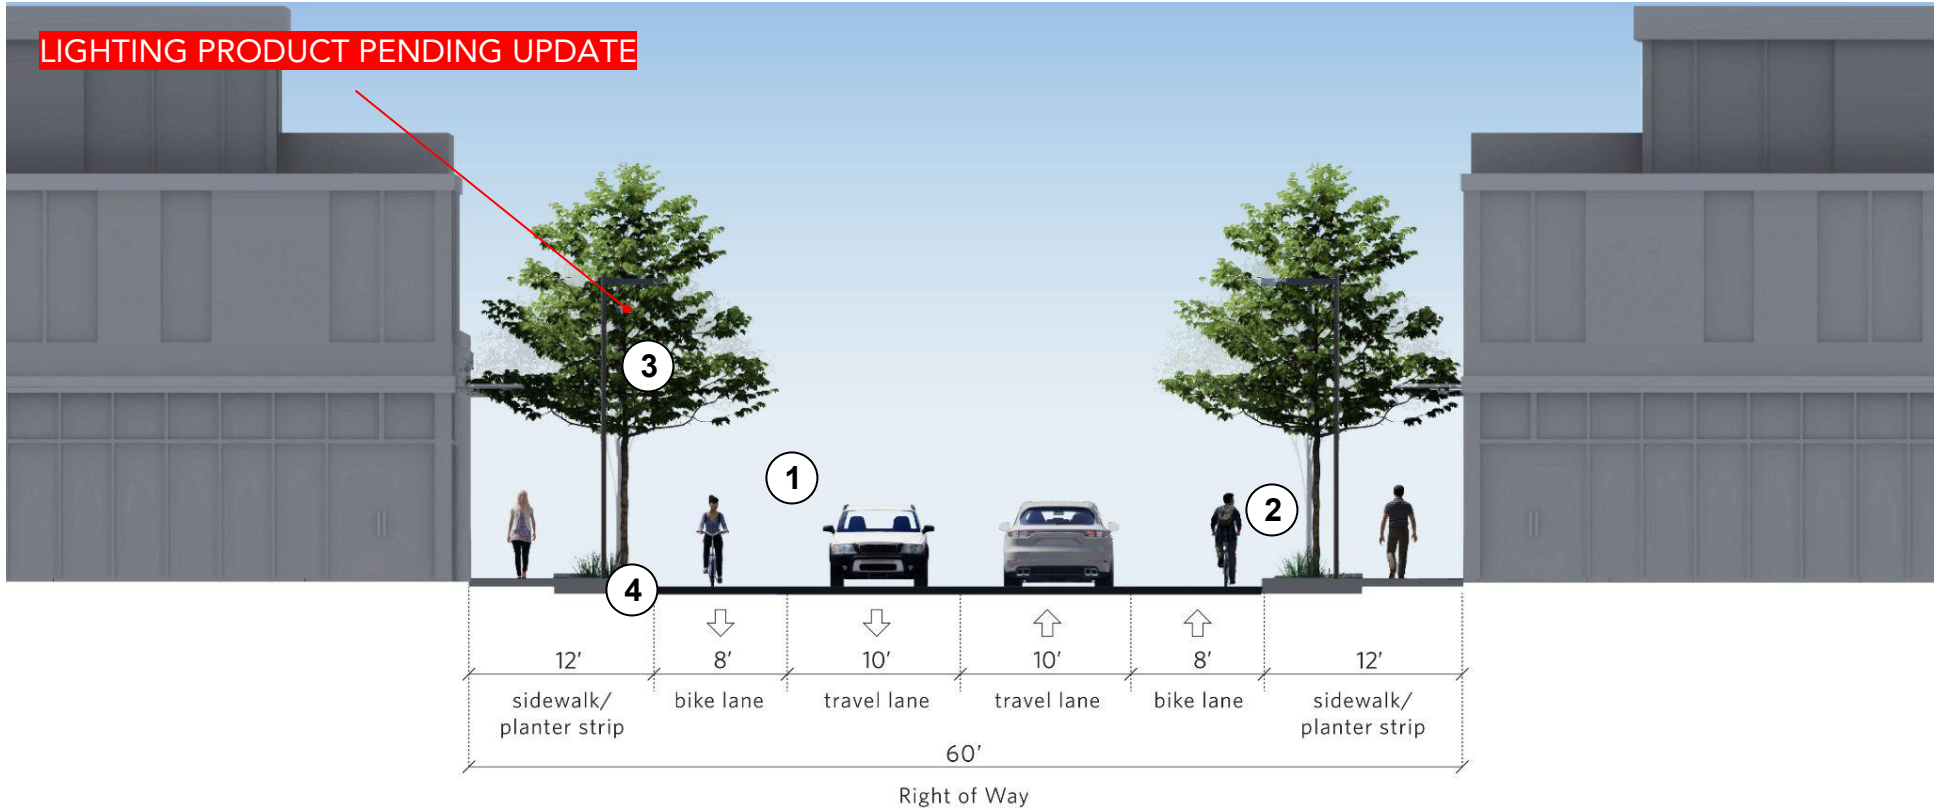 LIGHTING PRODUCT PENDING UPDATE
3
1
2
4
12' 8' 10' 10' 8' 12'
sidewalk/ bike lane travel lane travel lane bike lane sidewalk/
planter strip planter strip
60'
Right of Way